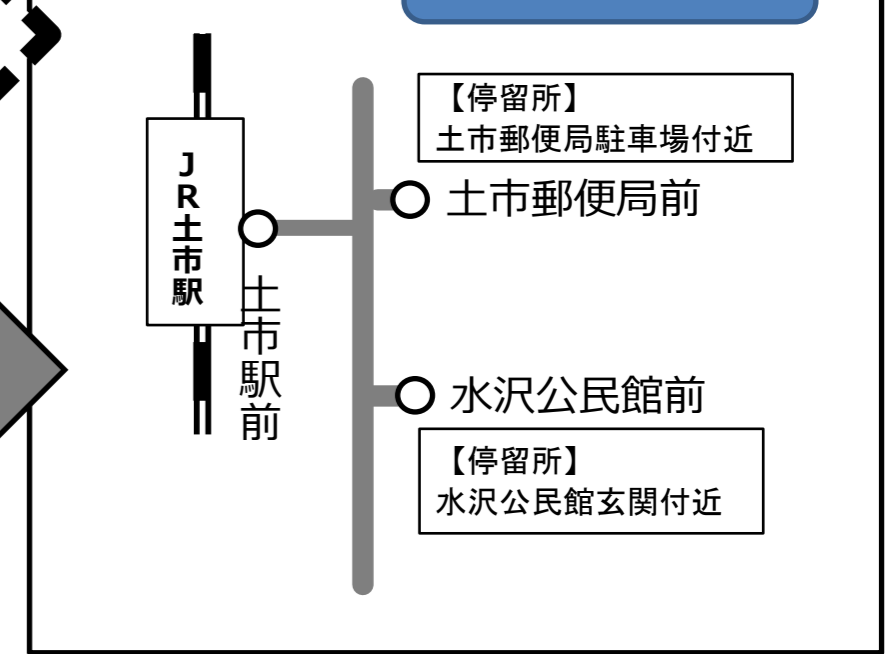 【停留所】
土市郵便局駐車場付近
土市郵便局前
JR土市駅
土市駅前
水沢公民館前
【停留所】
水沢公民館玄関付近